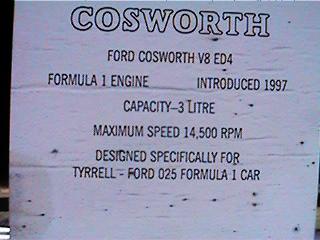 COSWORTH
FORD COSWORTH V8 ED4
FORMULA 1 ENGINE INTRODUCED 1997
CAPACITY-3 LITRE
MAXIMUM SPEED 14,500 RPM
DESIGNED SPECIFICALLY FOR
TYRRELL - FORD 025 FORMULA 1 CAR